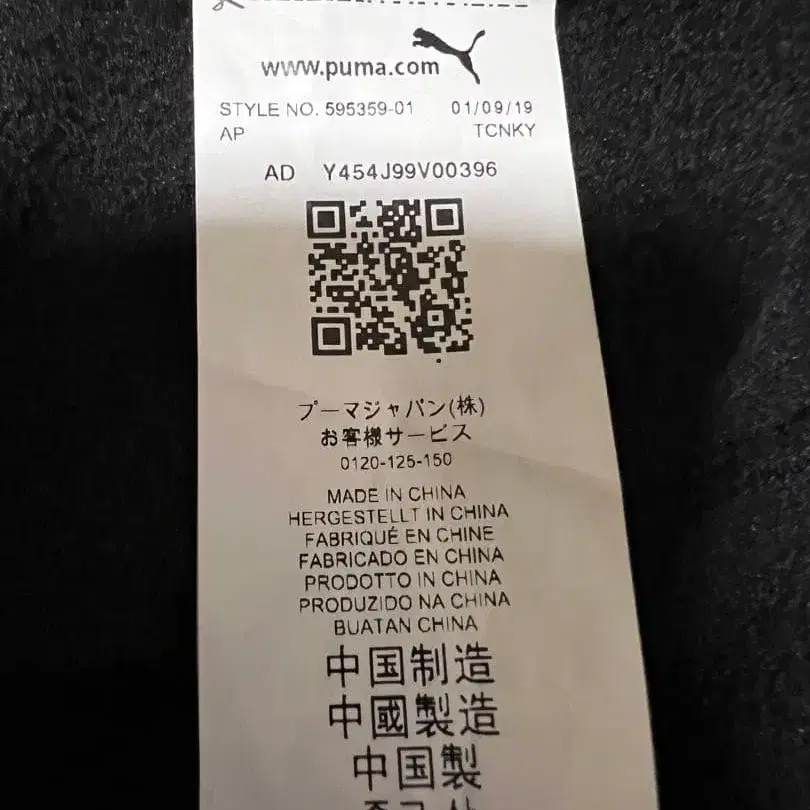 www.puma.com
STYLE NO. 595359-01 01/09/19
AP TCNKY
AD Y454J99V00396
プーマジャパン(株)
お客様サービス
0120-125-150
MADE IN CHINA
HERGESTELLT IN CHINA
FABRIQUÉ EN CHINE
FABRICADO EN CHINA
PRODOTTO IN CHINA
PRODUZIDO NA CHINA
BUATAN CHINA
中国制造
中國製造
中国製